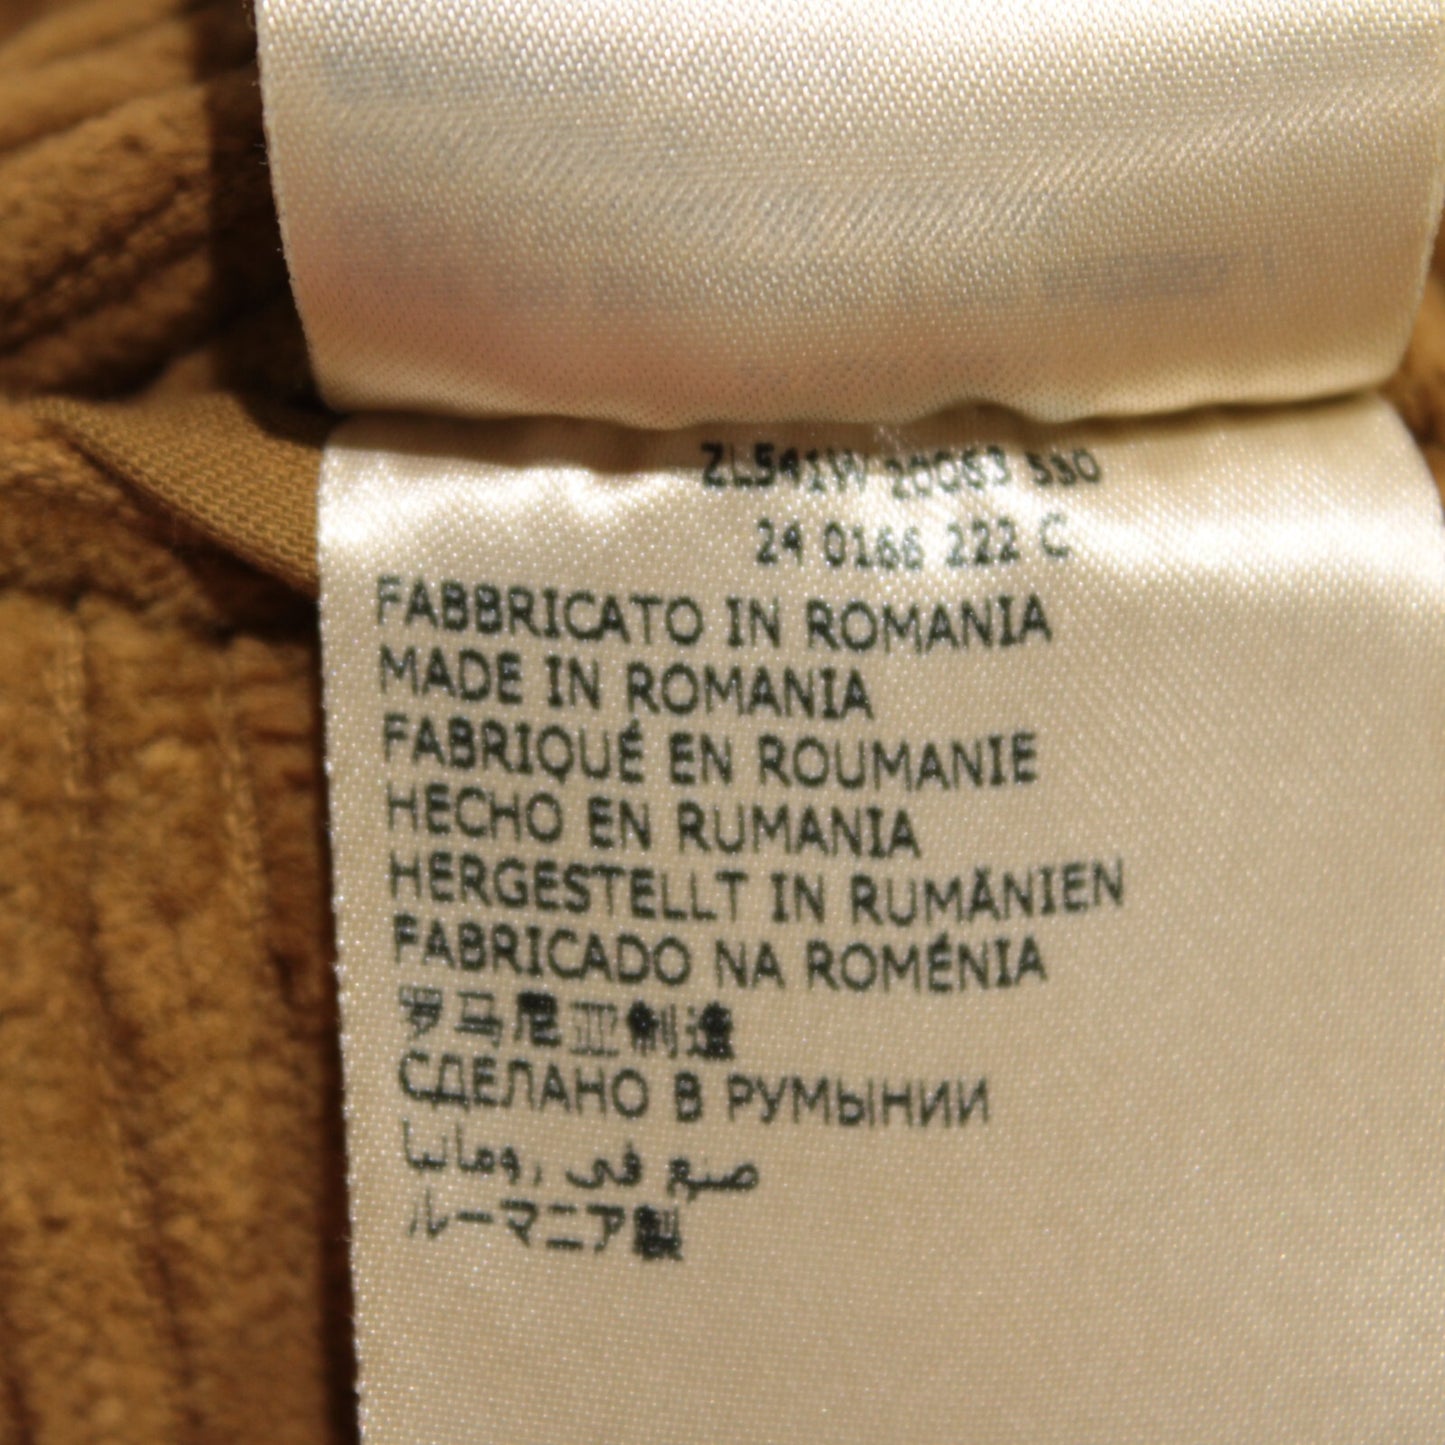 ZL541W 20063 530
24 0166 222 C
FABBRICATO IN ROMANIA
MADE IN ROMANIA
FABRIQUÉ EN ROUMANIE
HECHO EN RUMANIA
HERGESTELLT IN RUMÄNIEN
FABRICADO NA ROMÉNIA
罗马尼亚制造
СДЕЛАНО В РУМЫНИИ
صنع في رومانيا
ルーマニア製